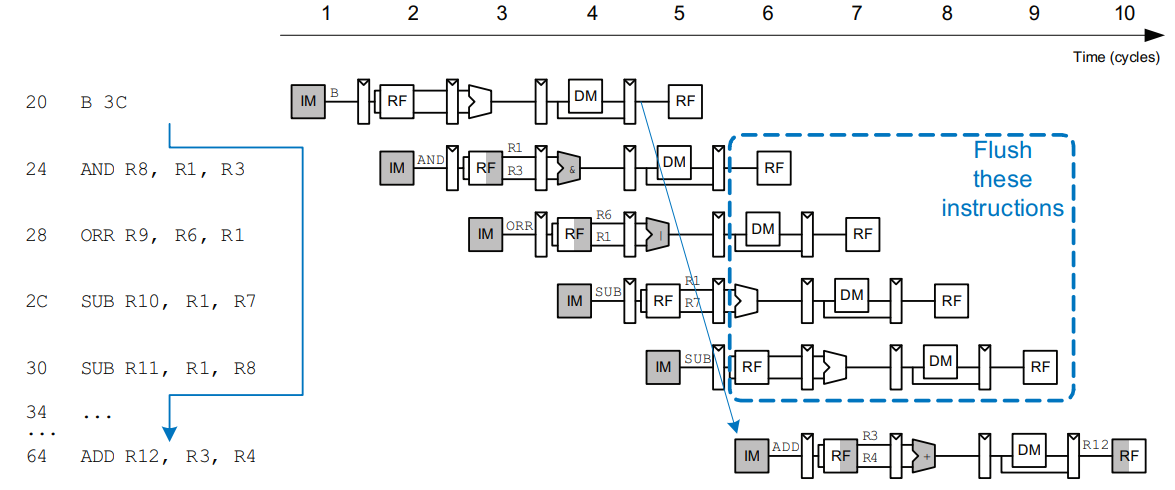 1 2 3 4 5 6 7 8 9 10
Time (cycles)
20 B 3C IM B RF DM RF
24 AND R8, R1, R3 IM AND RF R1 R3 & DM RF
28 ORR R9, R6, R1 IM ORR RF R6 R1 | DM RF
2C SUB R10, R1, R7 IM SUB RF R1 R7 DM RF
30 SUB R11, R1, R8 IM SUB RF DM RF
34 ...
...
64 ADD R12, R3, R4 IM ADD RF R3 R4 + DM R12 RF
Flush
these
instructions